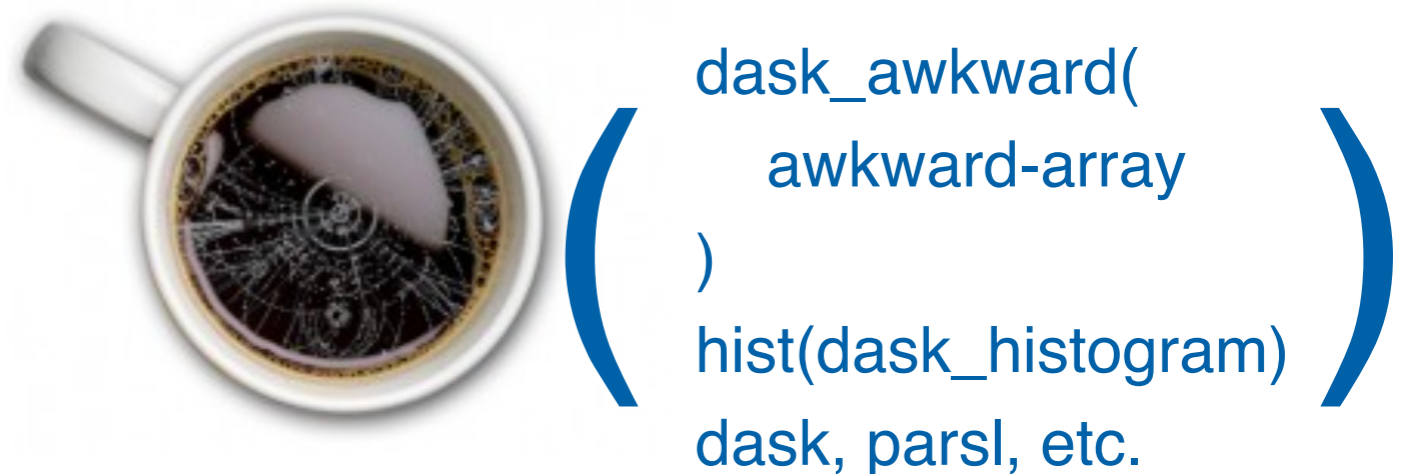 (
dask_awkward(
awkward-array
)
hist(dask_histogram)
dask, parsl, etc.
)